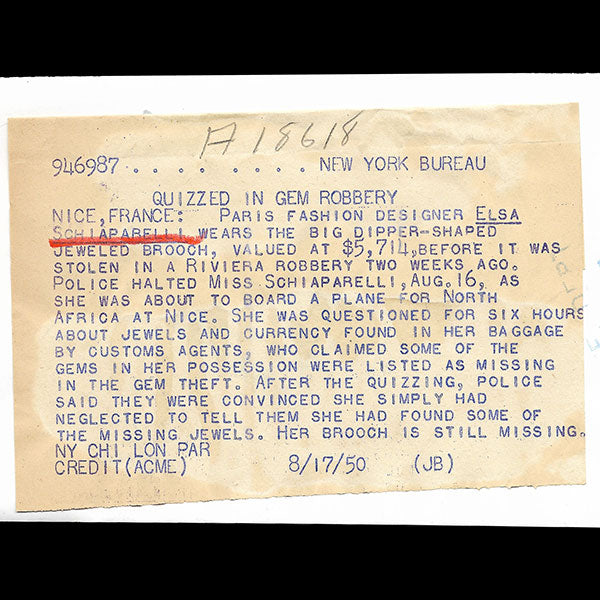 A 18618
946987 . . . . . . . . . NEW YORK BUREAU
QUIZZED IN GEM ROBBERY
NICE, FRANCE: PARIS FASHION DESIGNER ELSA
SCHIAPARELLI WEARS THE BIG DIPPER-SHAPED
JEWELED BROOCH, VALUED AT $5,714, BEFORE IT WAS
STOLEN IN A RIVIERA ROBBERY TWO WEEKS AGO.
POLICE HALTED MISS SCHIAPARELLI, AUG. 16, AS
SHE WAS ABOUT TO BOARD A PLANE FOR NORTH
AFRICA AT NICE. SHE WAS QUESTIONED FOR SIX HOURS
ABOUT JEWELS AND CURRENCY FOUND IN HER BAGGAGE
BY CUSTOMS AGENTS, WHO CLAIMED SOME OF THE
GEMS IN HER POSSESSION WERE LISTED AS MISSING
IN THE GEM THEFT. AFTER THE QUIZZING, POLICE
SAID THEY WERE CONVINCED SHE SIMPLY HAD
NEGLECTED TO TELL THEM SHE HAD FOUND SOME OF
THE MISSING JEWELS. HER BROOCH IS STILL MISSING.
NY CHI LON PAR
CREDIT(ACME) 8/17/50 (JB)